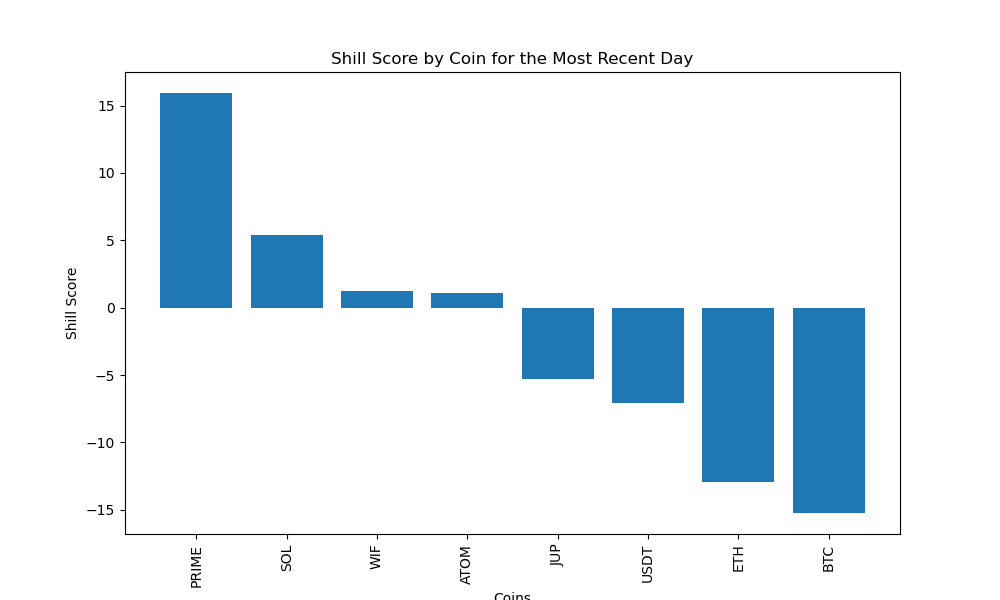 Shill Score by Coin for the Most Recent Day
Shill Score
15
10
5
0
−5
−10
−15
PRIME
SOL
WIF
ATOM
JUP
USDT
ETH
BTC
Coins